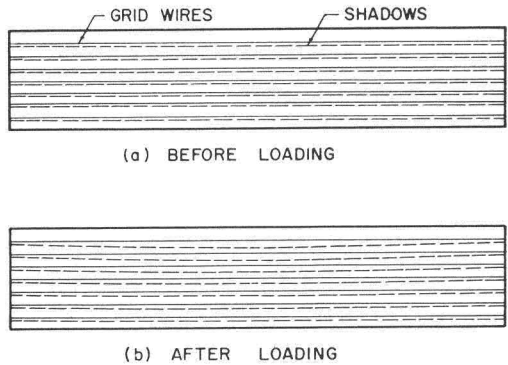 GRID WIRES
SHADOWS
(a) BEFORE LOADING
(b) AFTER LOADING